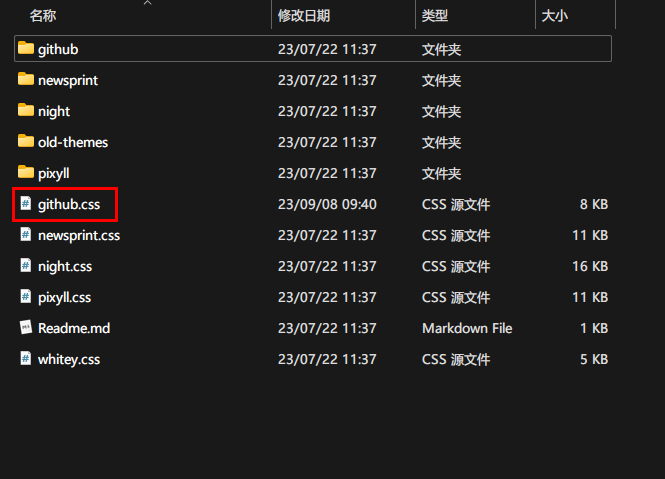 名称 修改日期 类型 大小
github 23/07/22 11:37 文件夹
newsprint 23/07/22 11:37 文件夹
night 23/07/22 11:37 文件夹
old-themes 23/07/22 11:37 文件夹
pixyll 23/07/22 11:37 文件夹
github.css 23/09/08 09:40 CSS 源文件 8 KB
newsprint.css 23/07/22 11:37 CSS 源文件 11 KB
night.css 23/07/22 11:37 CSS 源文件 16 KB
pixyll.css 23/07/22 11:37 CSS 源文件 11 KB
Readme.md 23/07/22 11:37 Markdown File 1 KB
whitey.css 23/07/22 11:37 CSS 源文件 5 KB